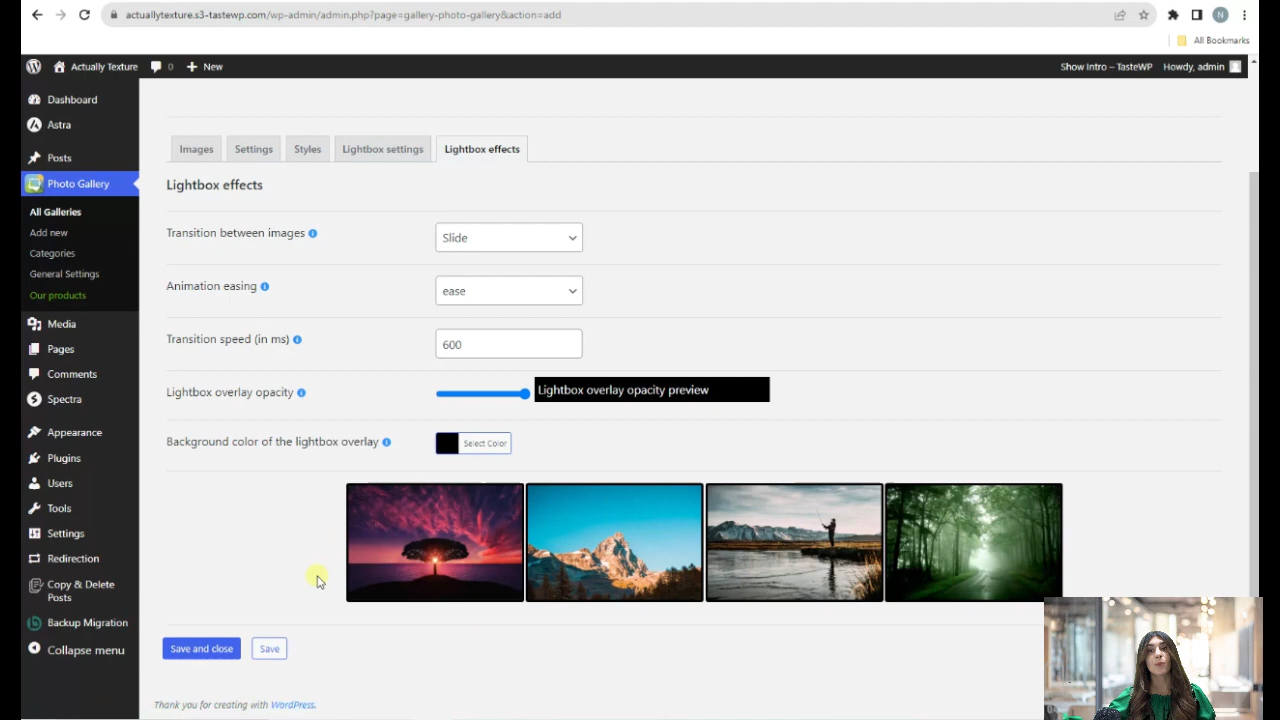 actuallytexture.s3-tastewp.com/wp-admin/admin.php?page=gallery-photo-gallery&action=add
N
All Bookmarks
Actually Texture
0
New
Show Intro – TasteWP
Howdy, admin
Dashboard
Astra
Posts
Photo Gallery
All Galleries
Add new
Categories
General Settings
Our products
Media
Pages
Comments
Spectra
Appearance
Plugins
Users
Tools
Settings
Redirection
Copy & Delete
Posts
Backup Migration
Collapse menu
Images
Settings
Styles
Lightbox settings
Lightbox effects
Lightbox effects
Transition between images
Slide
Animation easing
ease
Transition speed (in ms)
600
Lightbox overlay opacity
Lightbox overlay opacity preview
Background color of the lightbox overlay
Select Color
Save and close
Save
Thank you for creating with WordPress.